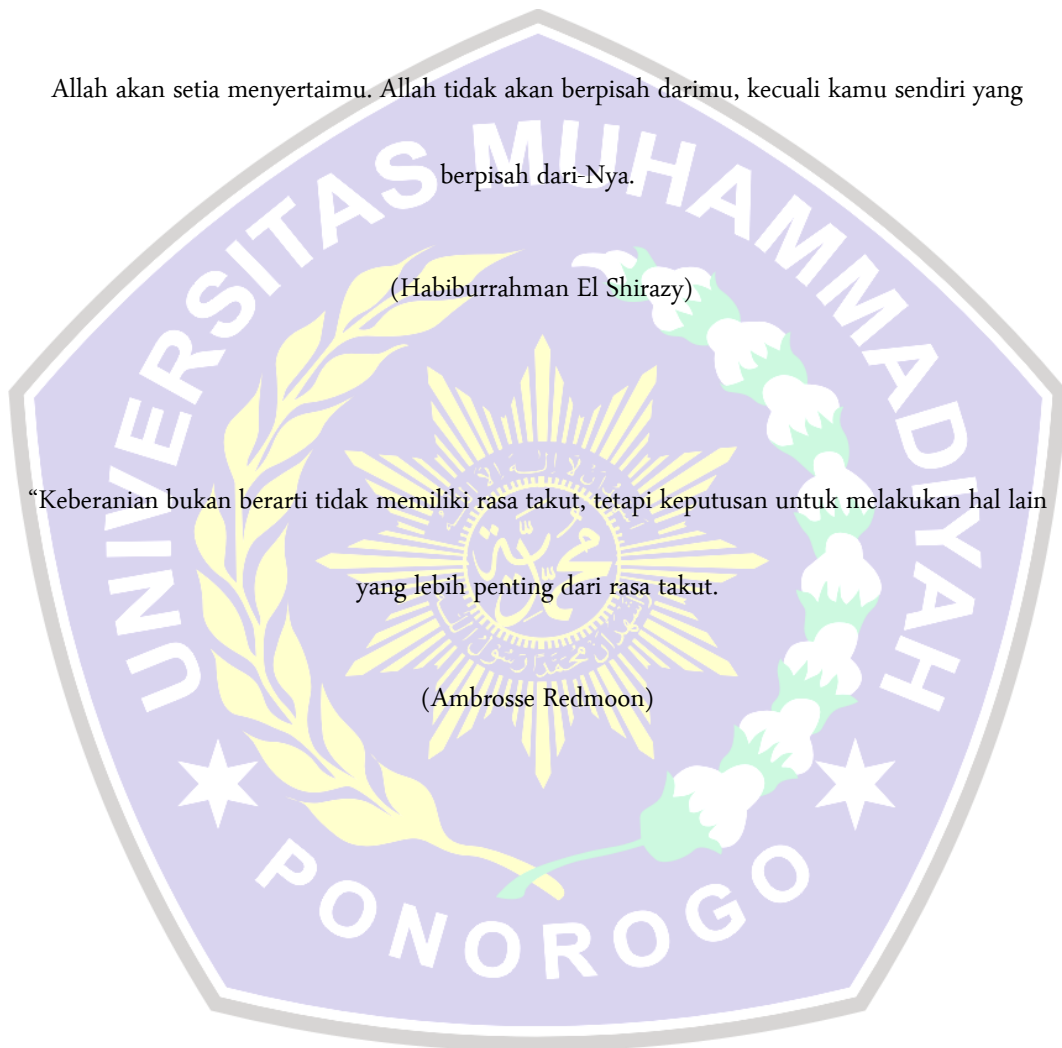 Allah akan setia menyertaimu. Allah tidak akan berpisah darimu, kecuali kamu sendiri yang
berpisah dari-Nya.
(Habiburrahman El Shirazy)
“Keberanian bukan berarti tidak memiliki rasa takut, tetapi keputusan untuk melakukan hal lain
yang lebih penting dari rasa takut.
(Ambrosse Redmoon)
UNIVERSITAS MUHAMMADIYAH
PONOROGO
محمدية